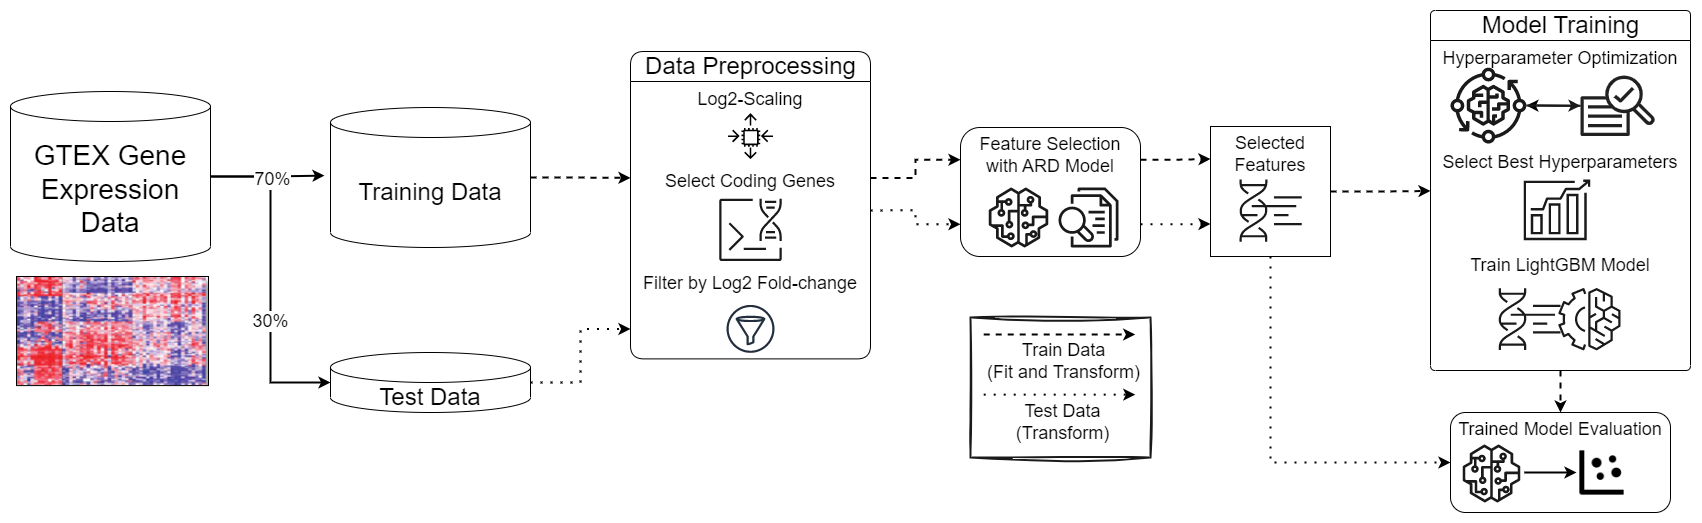 GTEX Gene
Expression
Data
70%
30%
Training Data
Test Data
Data Preprocessing
Log2-Scaling
Select Coding Genes
Filter by Log2 Fold-change
Feature Selection
with ARD Model
Selected
Features
Train Data
(Fit and Transform)
Test Data
(Transform)
Model Training
Hyperparameter Optimization
Select Best Hyperparameters
Train LightGBM Model
Trained Model Evaluation